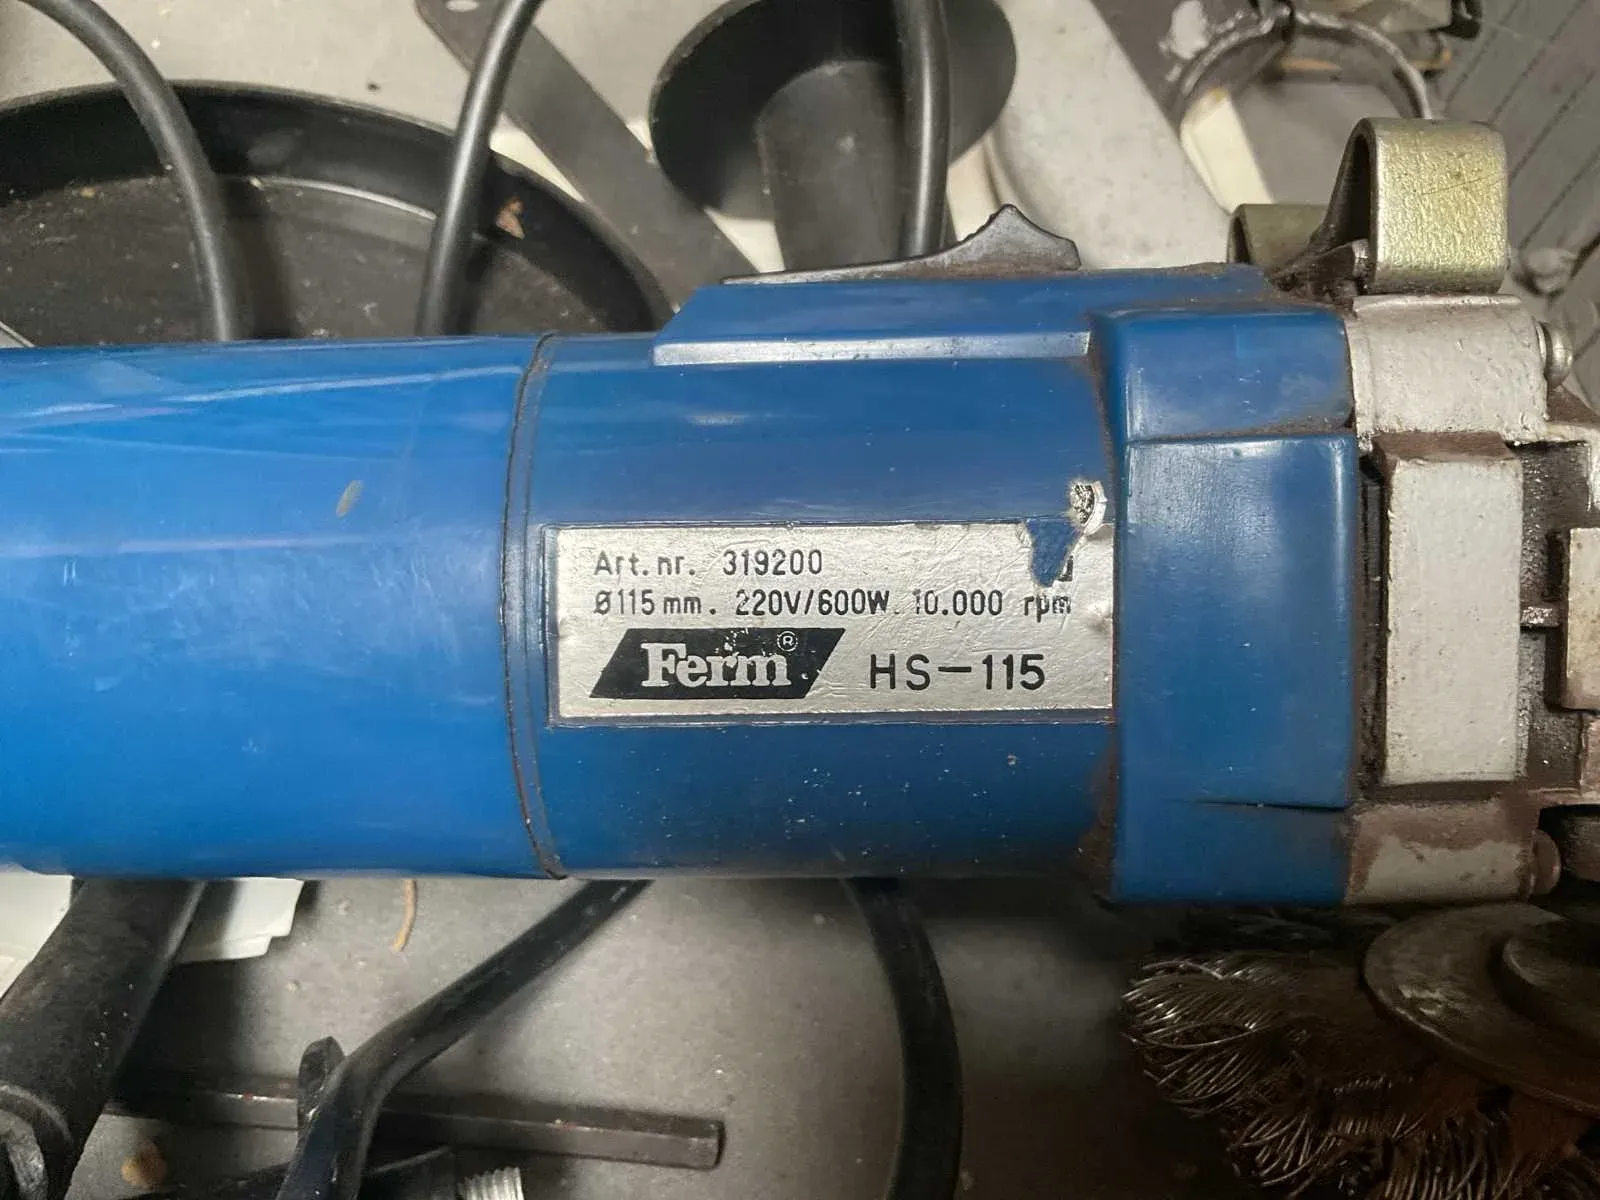 Art.nr. 319200
Ø115 mm. 220V/600W. 10.000 rpm
Ferm® HS-115